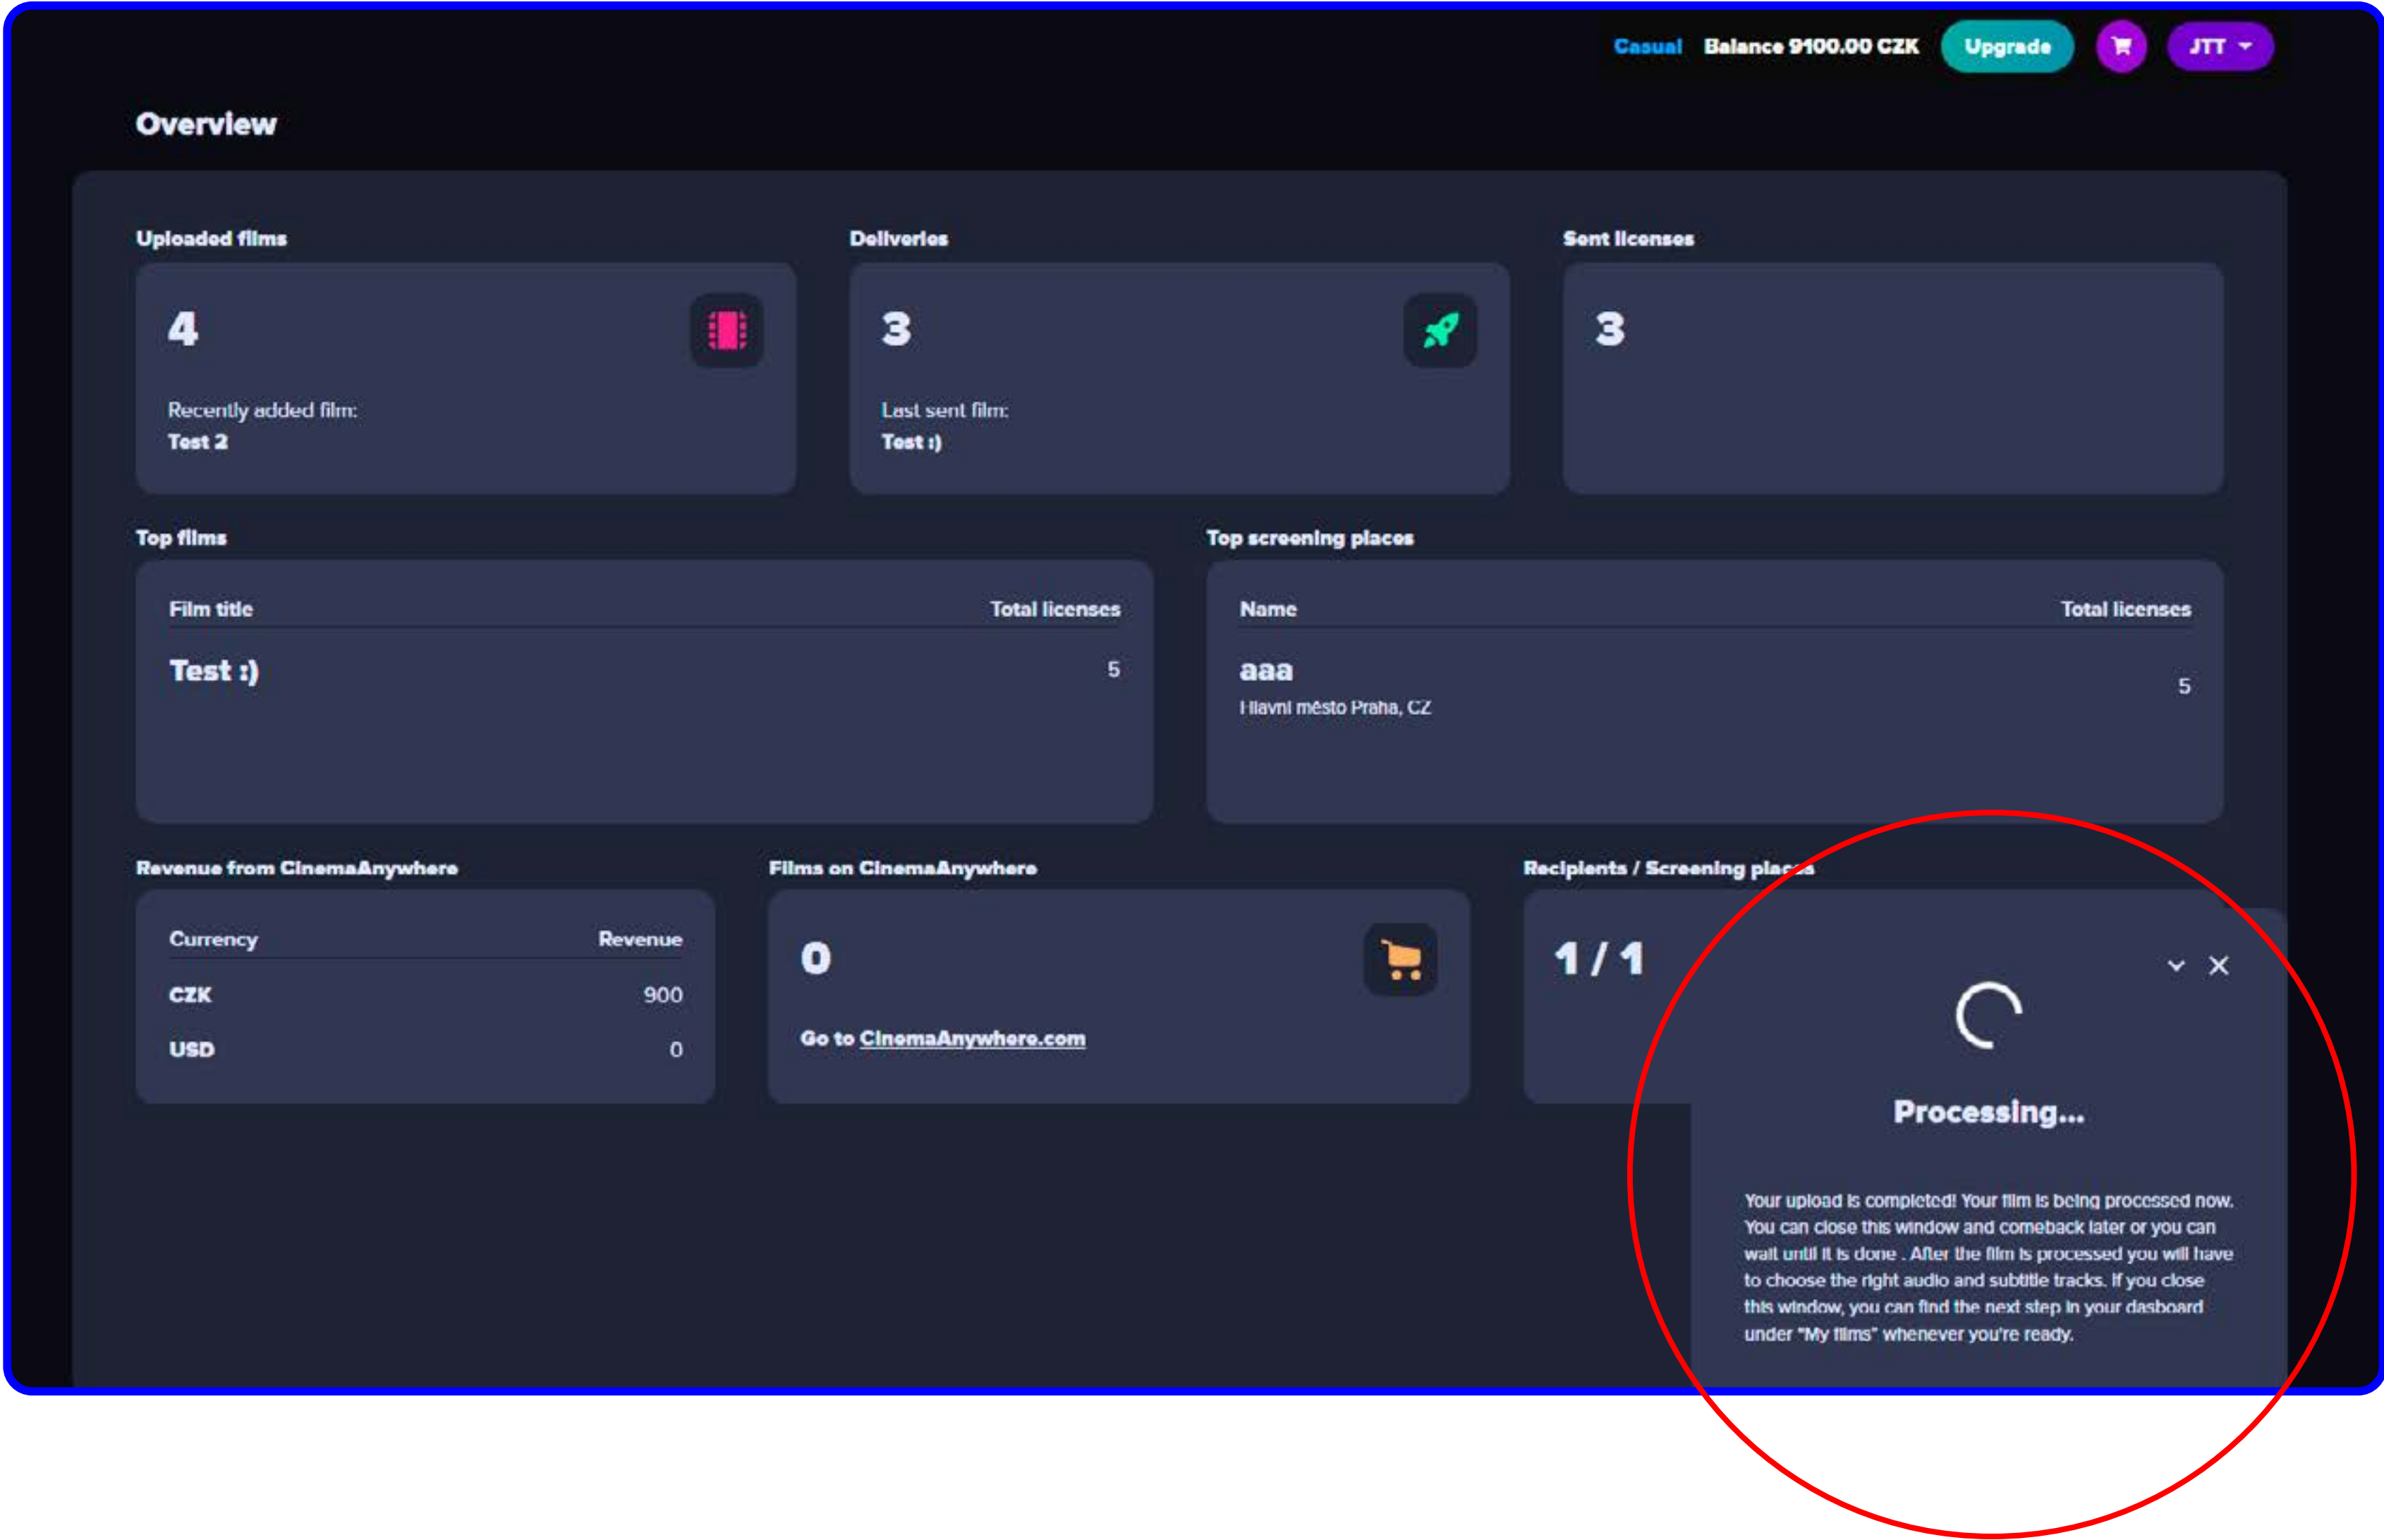 Casual Balance 9100.00 CZK Upgrade JTT
Overview
Uploaded films
4
Recently added film:
Test 2
Deliveries
3
Last sent film:
Test :)
Sent licenses
3
Top films
Film title Total licenses
Test :) 5
Top screening places
Name Total licenses
aaa 5
Hlavní město Praha, CZ
Revenue from CinemaAnywhere
Currency Revenue
CZK 900
USD 0
Films on CinemaAnywhere
0
Go to CinemaAnywhere.com
Recipients / Screening places
1 / 1
Processing...
Your upload is completed! Your film is being processed now.
You can close this window and comeback later or you can
wait until it is done . After the film is processed you will have
to choose the right audio and subtitle tracks. If you close
this window, you can find the next step in your dasboard
under "My films" whenever you're ready.